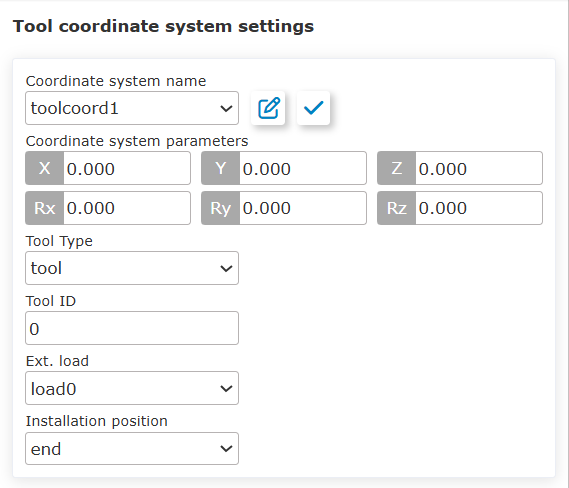 Tool coordinate system settings
Coordinate system name
toolcoord1
Coordinate system parameters
X 0.000 Y 0.000 Z 0.000
Rx 0.000 Ry 0.000 Rz 0.000
Tool Type
tool
Tool ID
0
Ext. load
load0
Installation position
end